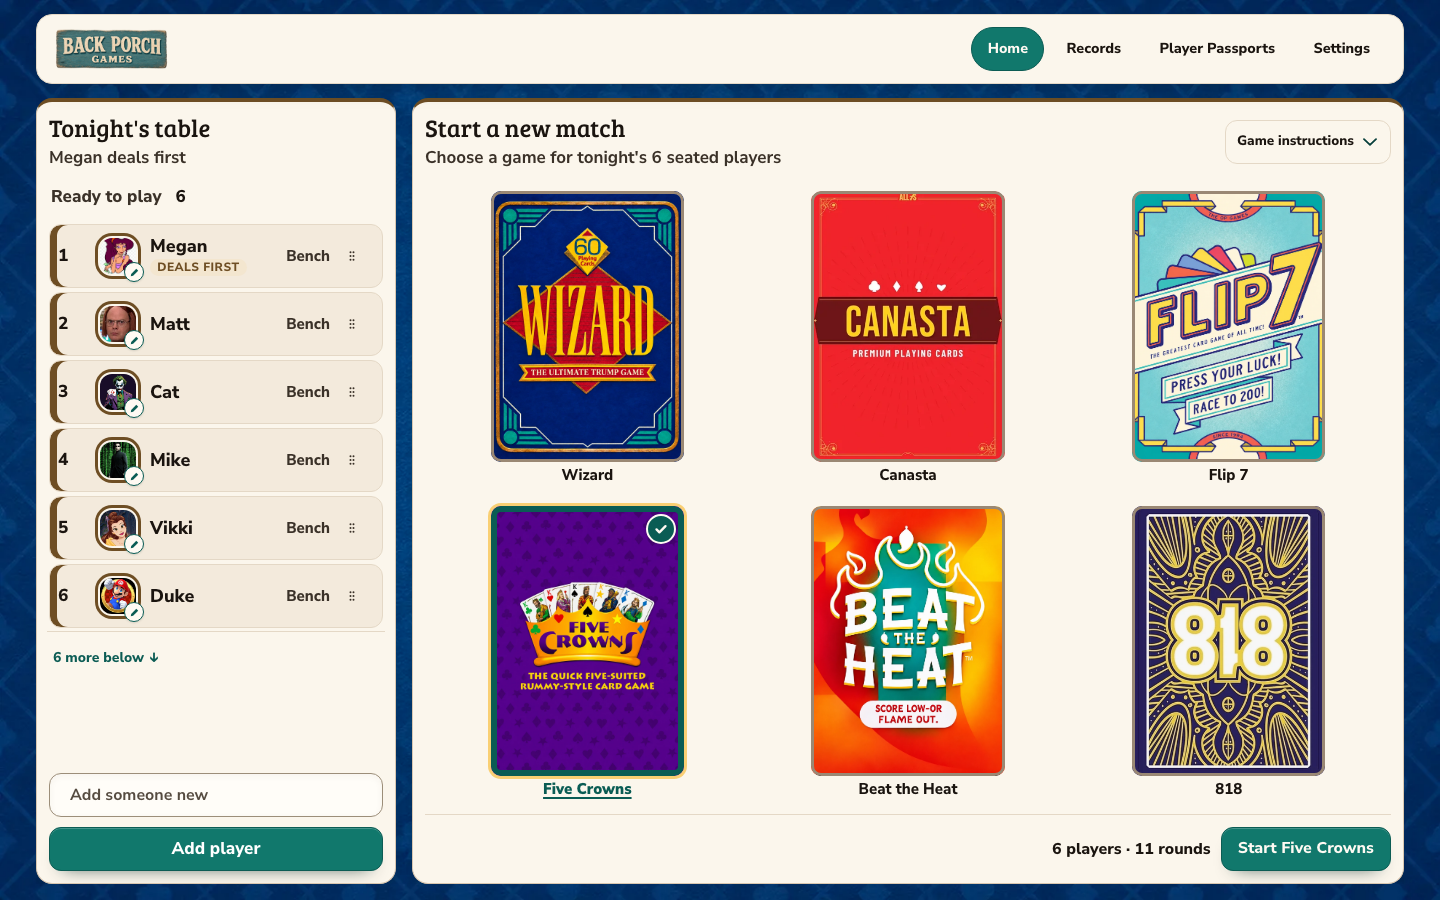 BACK PORCH
GAMES
Home
Records
Player Passports
Settings
Tonight's table
Megan deals first
Ready to play 6
1
Megan
DEALS FIRST
Bench
2
Matt
Bench
3
Cat
Bench
4
Mike
Bench
5
Vikki
Bench
6
Duke
Bench
6 more below ↓
Add someone new
Add player
Start a new match
Choose a game for tonight's 6 seated players
Game instructions
60
Playing
Cards
WIZARD
THE ULTIMATE TRUMP GAME
Wizard
CANASTA
PREMIUM PLAYING CARDS
Canasta
FLIP 7
THE GREATEST CARD GAME OF ALL TIME!
PRESS YOUR LUCK!
RACE TO 200!
Flip 7
FIVE
CROWNS
THE QUICK FIVE-SUITED
RUMMY-STYLE CARD GAME
Five Crowns
BEAT
THE
HEAT™
SCORE LOW-OR
FLAME OUT.
Beat the Heat
818
818
6 players · 11 rounds
Start Five Crowns